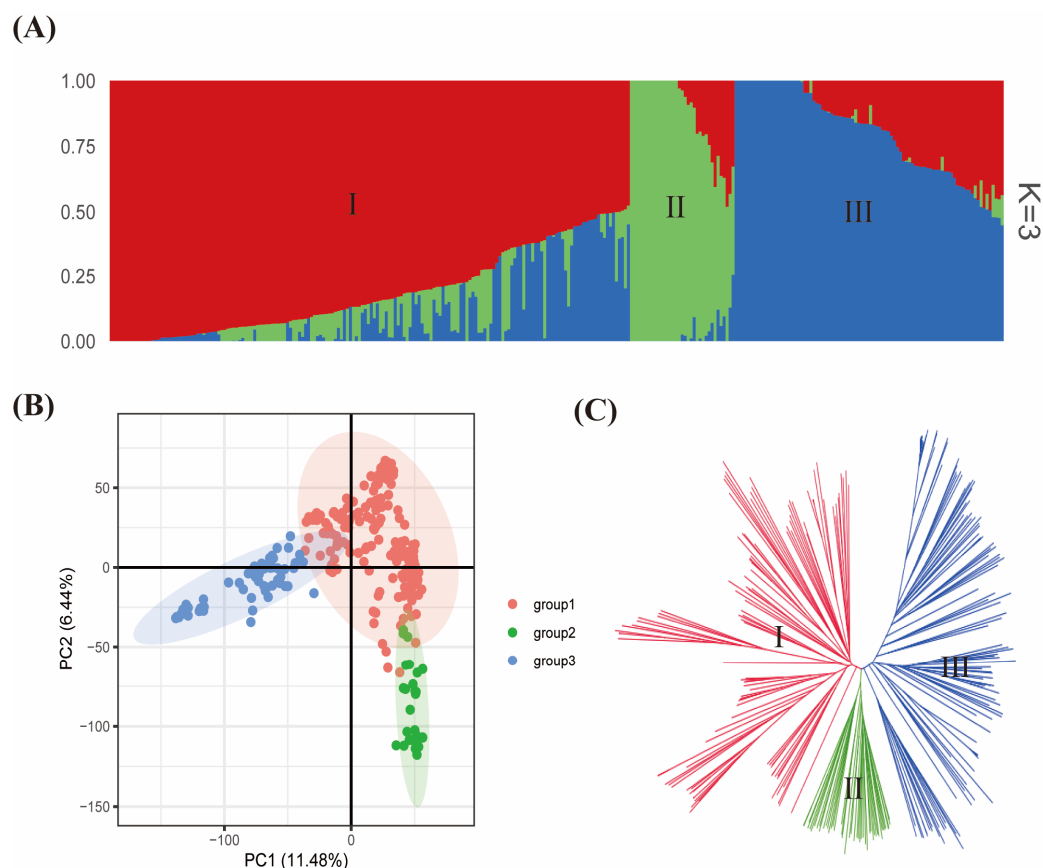 (A)
1.00
0.75
0.50
0.25
0.00
I
II
III
K=3
(B)
50
0
−50
−100
−150
−100
0
PC2 (6.44%)
PC1 (11.48%)
group1
group2
group3
(C)
I
III
II